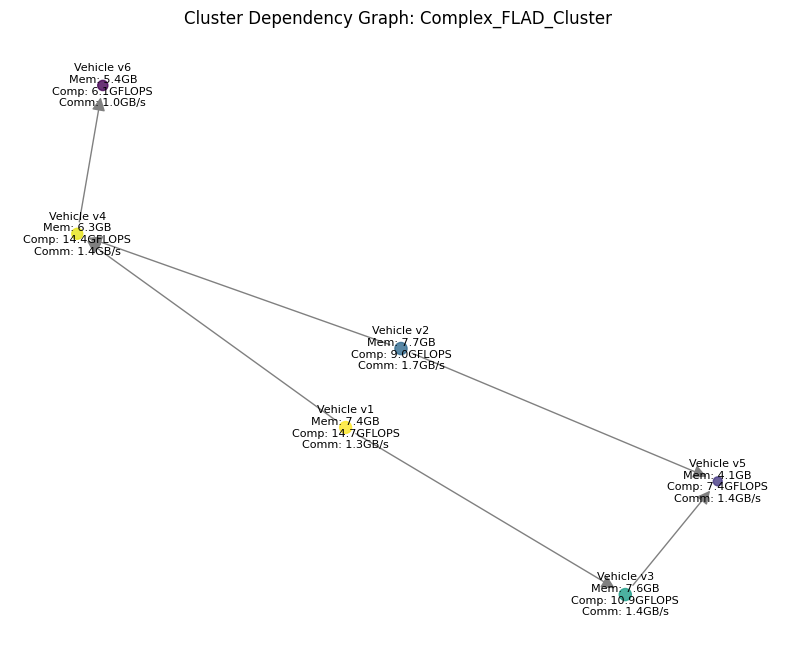 Cluster Dependency Graph: Complex_FLAD_Cluster
Vehicle v6
Mem: 5.4GB
Comp: 6.1GFLOPS
Comm: 1.0GB/s
Vehicle v4
Mem: 6.3GB
Comp: 14.4GFLOPS
Comm: 1.4GB/s
Vehicle v2
Mem: 7.7GB
Comp: 9.0GFLOPS
Comm: 1.7GB/s
Vehicle v1
Mem: 7.4GB
Comp: 14.7GFLOPS
Comm: 1.3GB/s
Vehicle v5
Mem: 4.1GB
Comp: 7.4GFLOPS
Comm: 1.4GB/s
Vehicle v3
Mem: 7.6GB
Comp: 10.9GFLOPS
Comm: 1.4GB/s